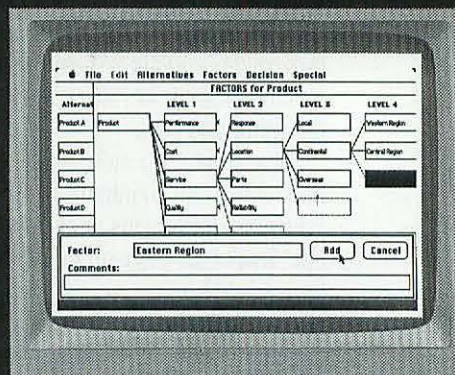 File Edit Alternatives Factors Decision Special
FACTORS for Product
Alternat LEVEL 1 LEVEL 2 LEVEL 3 LEVEL 4
Product A Product Performance Response Local Western Region
Product B Cost Location Continental Central Region
Product C Service Parts Overseas
Product D Quality Reliability
Factor: Eastern Region Add Cancel
Comments: